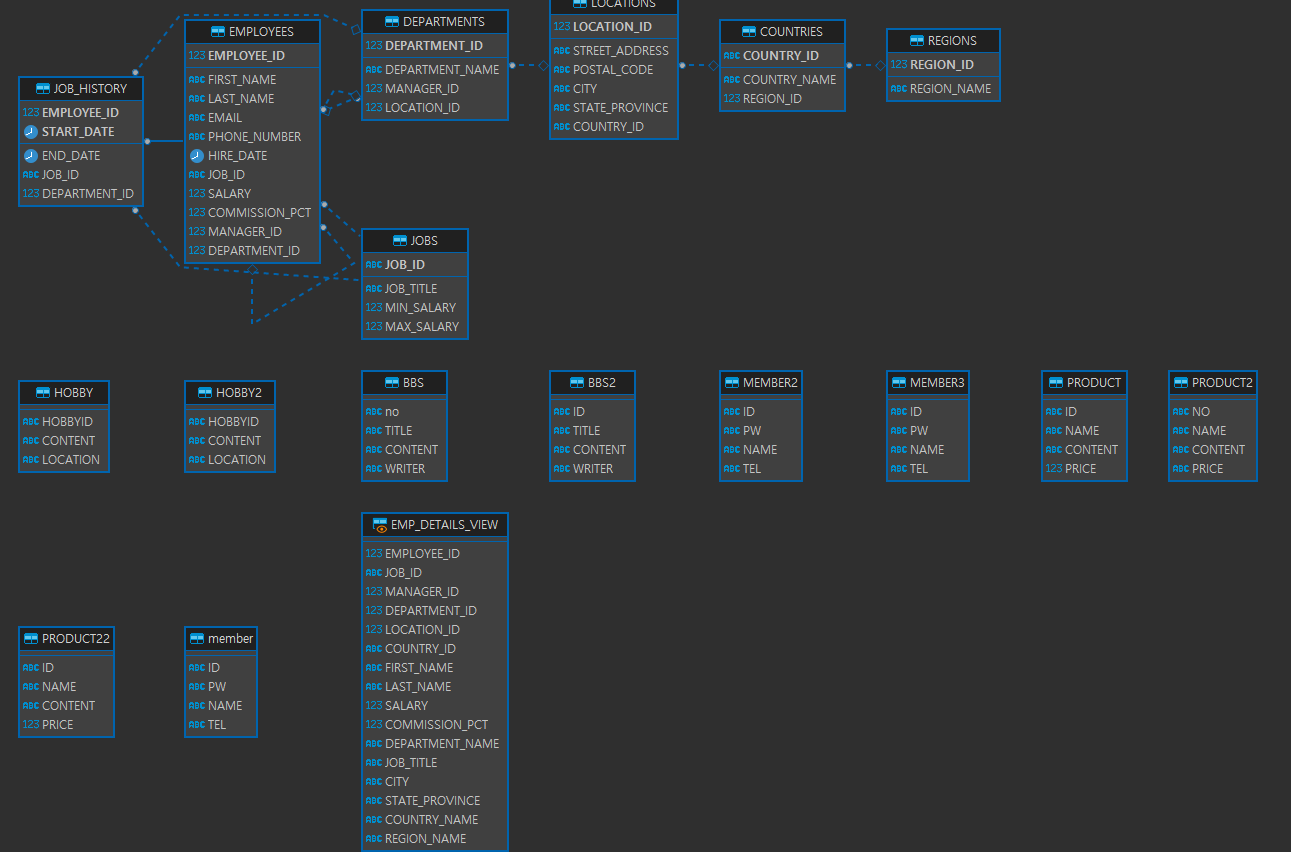 EMPLOYEES
123 EMPLOYEE_ID
ABC FIRST_NAME
ABC LAST_NAME
ABC EMAIL
ABC PHONE_NUMBER
HIRE_DATE
ABC JOB_ID
123 SALARY
123 COMMISSION_PCT
123 MANAGER_ID
123 DEPARTMENT_ID
DEPARTMENTS
123 DEPARTMENT_ID
ABC DEPARTMENT_NAME
123 MANAGER_ID
123 LOCATION_ID
LOCATIONS
123 LOCATION_ID
ABC STREET_ADDRESS
ABC POSTAL_CODE
ABC CITY
ABC STATE_PROVINCE
ABC COUNTRY_ID
COUNTRIES
ABC COUNTRY_ID
ABC COUNTRY_NAME
123 REGION_ID
REGIONS
123 REGION_ID
ABC REGION_NAME
JOB_HISTORY
123 EMPLOYEE_ID
START_DATE
END_DATE
ABC JOB_ID
123 DEPARTMENT_ID
JOBS
ABC JOB_ID
ABC JOB_TITLE
123 MIN_SALARY
123 MAX_SALARY
HOBBY
ABC HOBBYID
ABC CONTENT
ABC LOCATION
HOBBY2
ABC HOBBYID
ABC CONTENT
ABC LOCATION
BBS
ABC no
ABC TITLE
ABC CONTENT
ABC WRITER
BBS2
ABC ID
ABC TITLE
ABC CONTENT
ABC WRITER
MEMBER2
ABC ID
ABC PW
ABC NAME
ABC TEL
MEMBER3
ABC ID
ABC PW
ABC NAME
ABC TEL
PRODUCT
ABC ID
ABC NAME
ABC CONTENT
123 PRICE
PRODUCT2
ABC NO
ABC NAME
ABC CONTENT
ABC PRICE
PRODUCT22
ABC ID
ABC NAME
ABC CONTENT
123 PRICE
member
ABC ID
ABC PW
ABC NAME
ABC TEL
EMP_DETAILS_VIEW
123 EMPLOYEE_ID
ABC JOB_ID
123 MANAGER_ID
123 DEPARTMENT_ID
123 LOCATION_ID
ABC COUNTRY_ID
ABC FIRST_NAME
ABC LAST_NAME
123 SALARY
123 COMMISSION_PCT
ABC DEPARTMENT_NAME
ABC JOB_TITLE
ABC CITY
ABC STATE_PROVINCE
ABC COUNTRY_NAME
ABC REGION_NAME